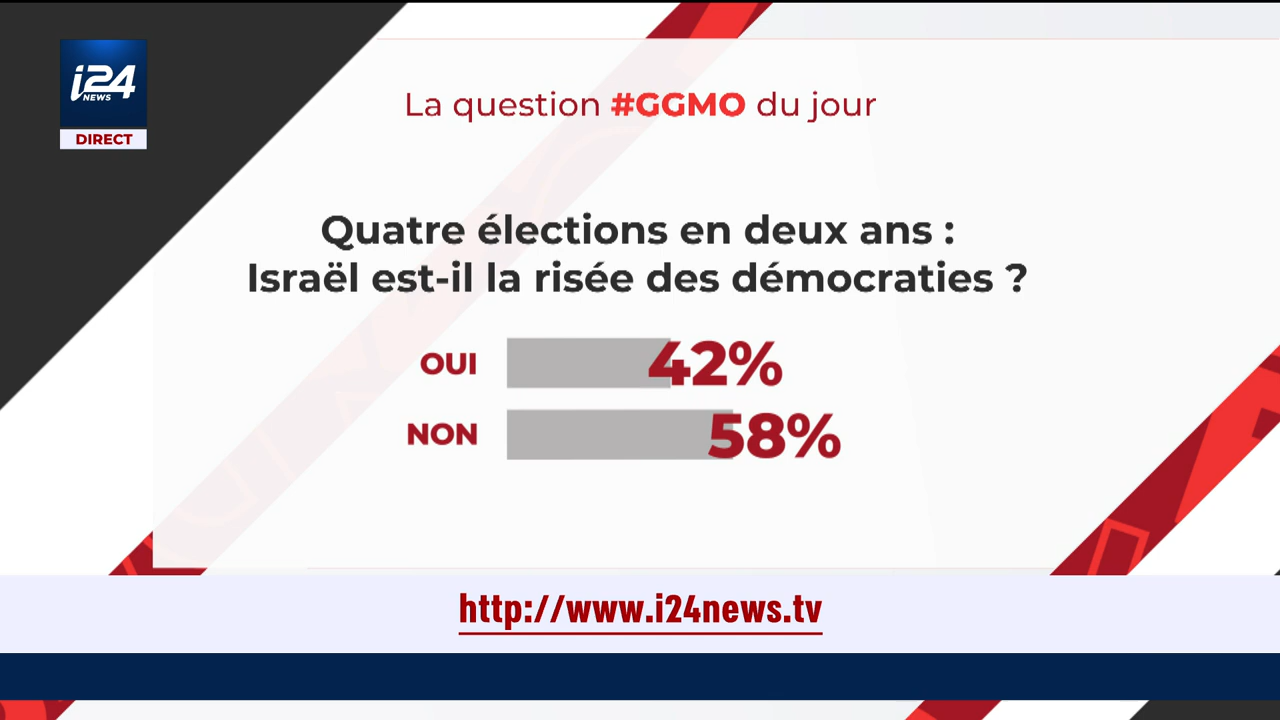 i24
NEWS
DIRECT
La question #GGMO du jour
Quatre élections en deux ans :
Israël est-il la risée des démocraties ?
OUI 42%
NON 58%
http://www.i24news.tv